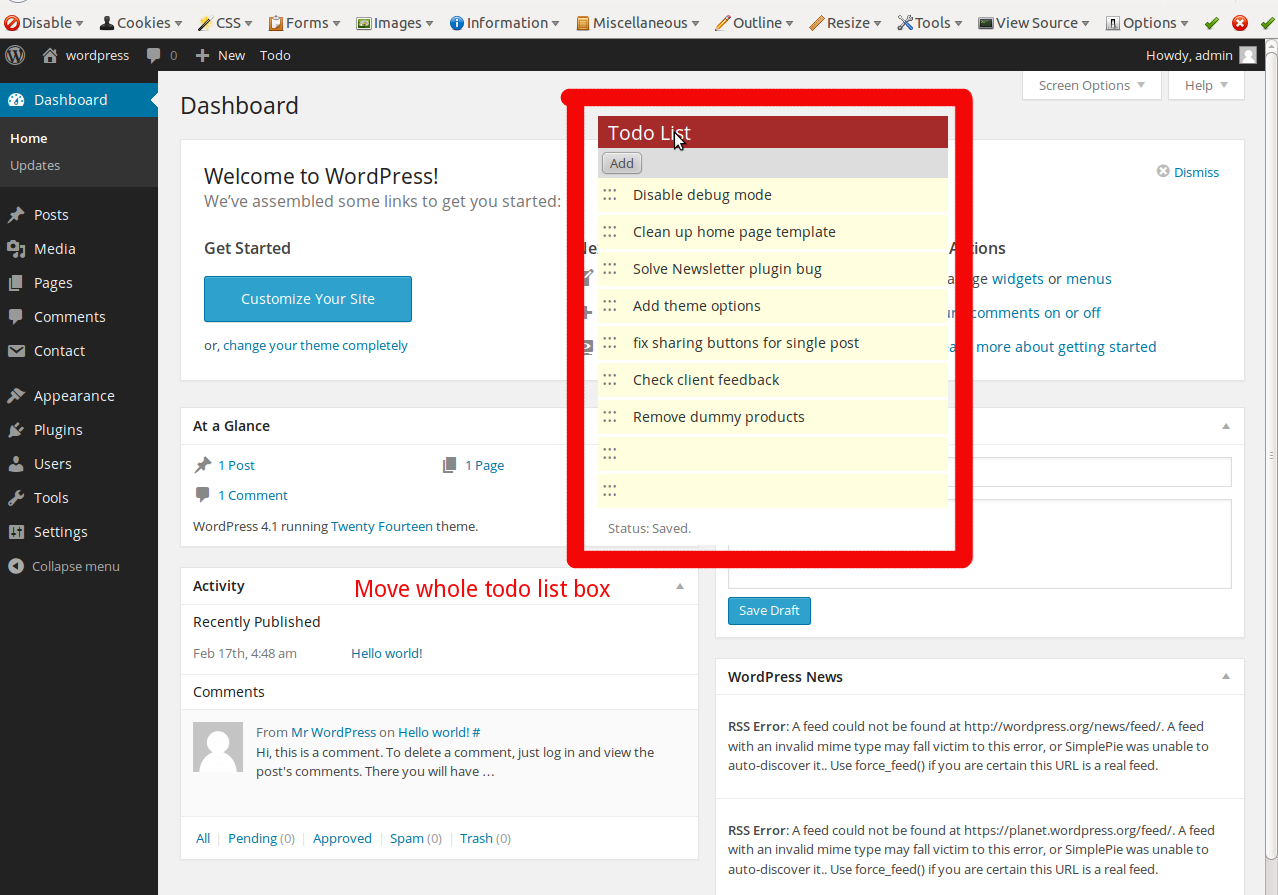 Disable Cookies CSS Forms Images Information Miscellaneous Outline Resize Tools View Source Options
wordpress 0 New Todo Howdy, admin
Dashboard
Home
Updates
Posts
Media
Pages
Comments
Contact
Appearance
Plugins
Users
Tools
Settings
Collapse menu
Screen Options Help
Dashboard
Welcome to WordPress!
We've assembled some links to get you started:
Dismiss
Get Started
Customize Your Site
or, change your theme completely
widgets or menus
comments on or off
more about getting started
Todo List
Add
Disable debug mode
Clean up home page template
Solve Newsletter plugin bug
Add theme options
fix sharing buttons for single post
Check client feedback
Remove dummy products
Status: Saved.
At a Glance
1 Post 1 Page
1 Comment
WordPress 4.1 running Twenty Fourteen theme.
Move whole todo list box
Activity
Recently Published
Feb 17th, 4:48 am Hello world!
Comments
From Mr WordPress on Hello world! #
Hi, this is a comment. To delete a comment, just log in and view the
post's comments. There you will have …
All Pending (0) Approved Spam (0) Trash (0)
Save Draft
WordPress News
RSS Error: A feed could not be found at http://wordpress.org/news/feed/. A feed
with an invalid mime type may fall victim to this error, or SimplePie was unable to
auto-discover it.. Use force_feed() if you are certain this URL is a real feed.
RSS Error: A feed could not be found at https://planet.wordpress.org/feed/. A feed
with an invalid mime type may fall victim to this error, or SimplePie was unable to
auto-discover it.. Use force_feed() if you are certain this URL is a real feed.